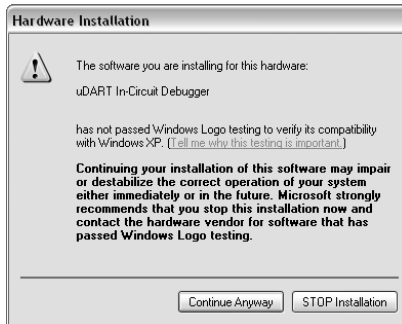 Hardware Installation
The software you are installing for this hardware:
uDART In-Circuit Debugger
has not passed Windows Logo testing to verify its compatibility
with Windows XP. (Tell me why this testing is important.)
Continuing your installation of this software may impair
or destabilize the correct operation of your system
either immediately or in the future. Microsoft strongly
recommends that you stop this installation now and
contact the hardware vendor for software that has
passed Windows Logo testing.
Continue Anyway
STOP Installation